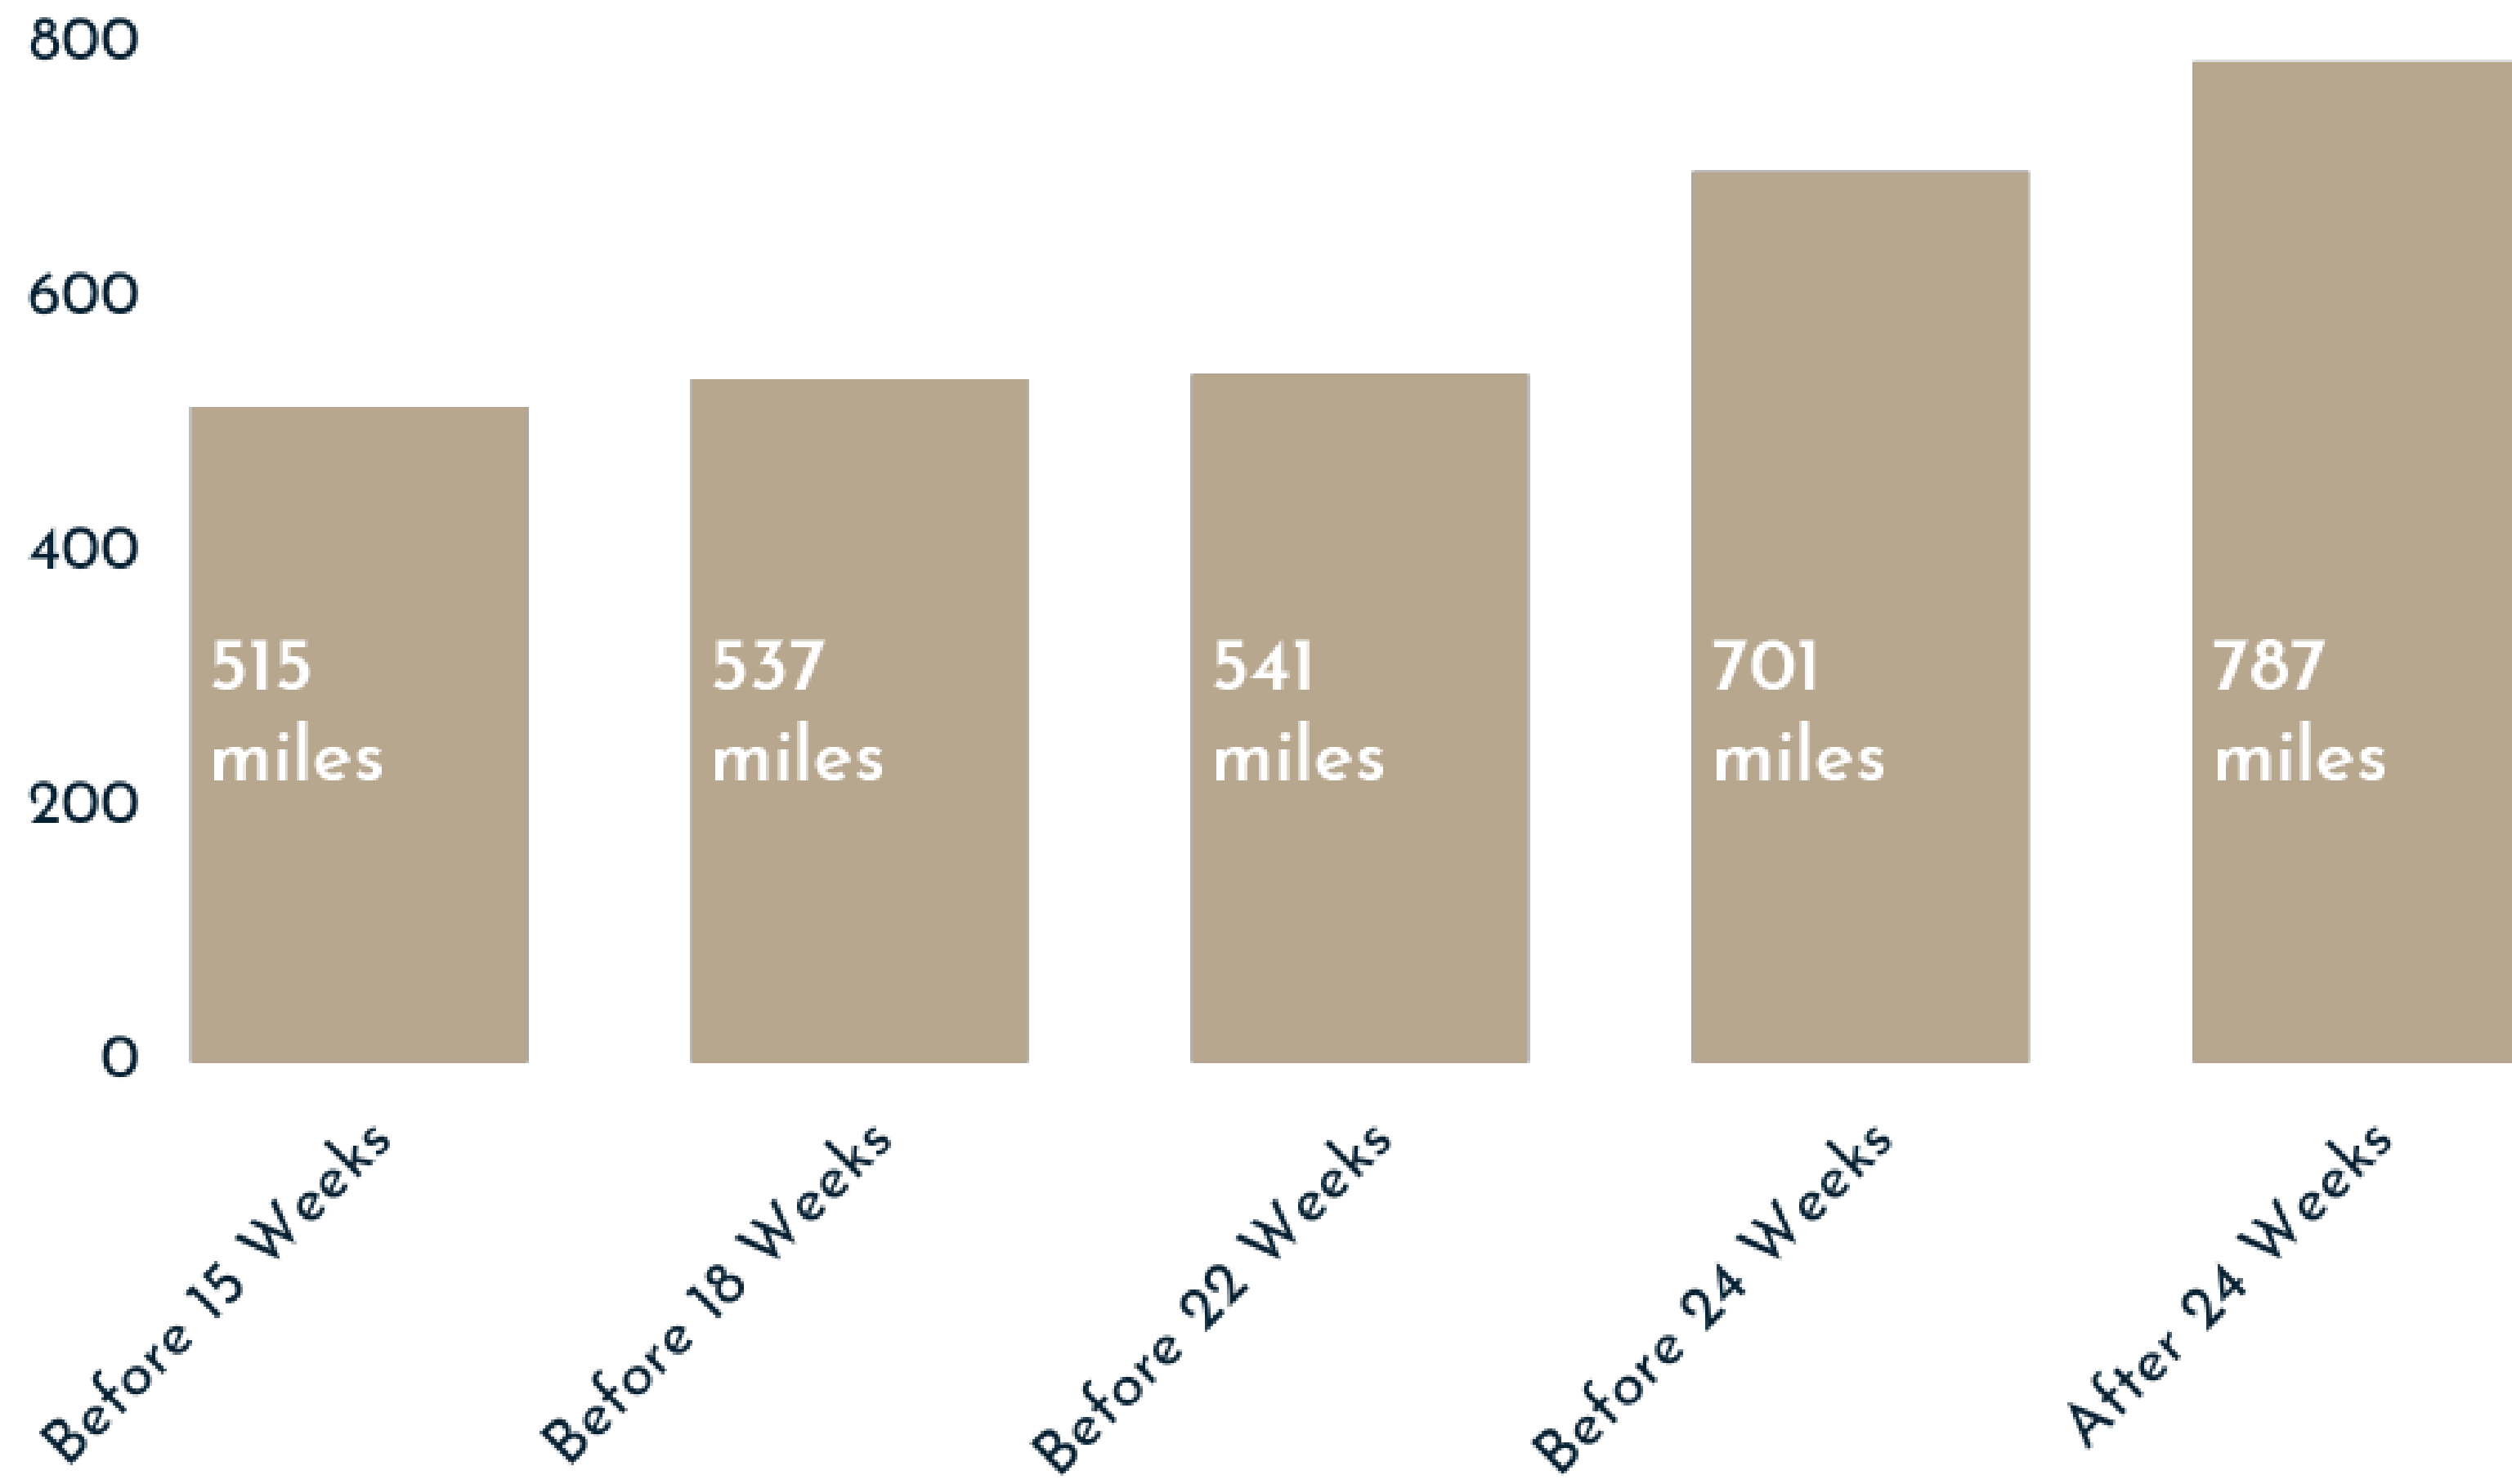 800
600
400
200
0
515
miles
537
miles
541
miles
701
miles
787
miles
Before 15 Weeks
Before 18 Weeks
Before 22 Weeks
Before 24 Weeks
After 24 Weeks